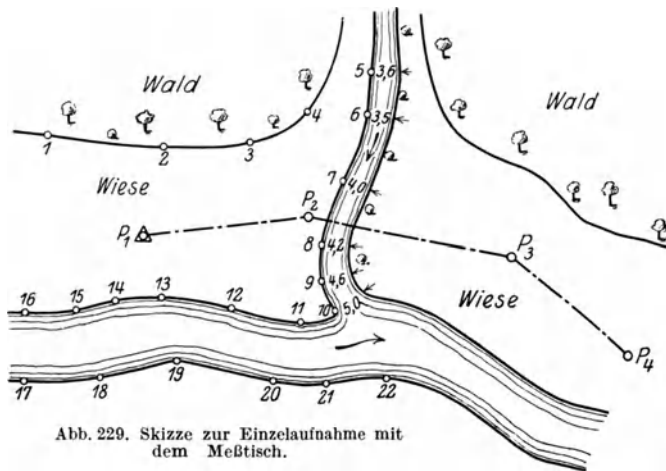 Wald
Wald
5 3,6
4
6 3,5
1
2
3
Wiese
7 4,0
P2
P1
8 4,2
P3
9 4,6
Wiese
16 15 14 13 12 11 10 5,0
P4
17 18 19 20 21 22
Abb. 229. Skizze zur Einzelaufnahme mit
dem Meßtisch.